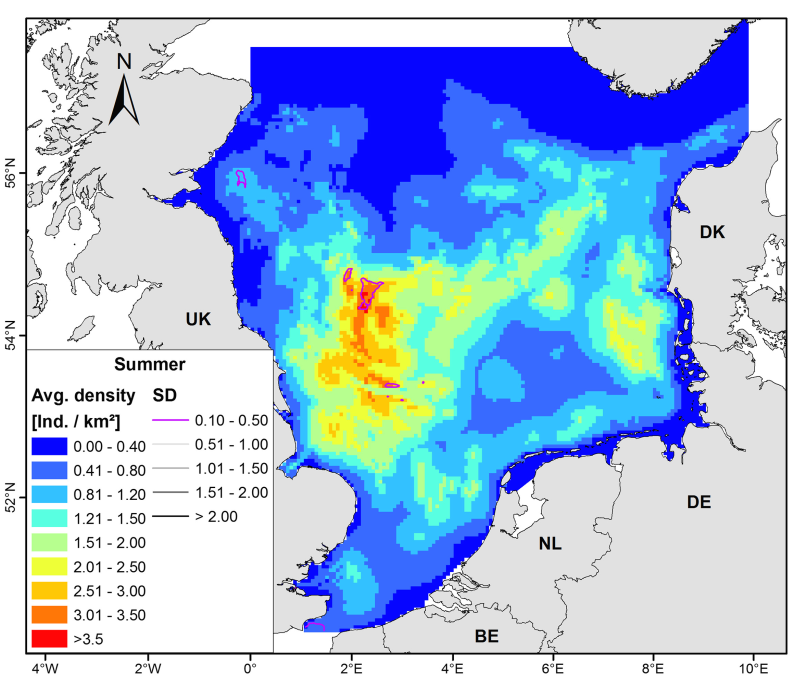 N
56°N
DK
UK
54°N
Summer
Avg. density SD
[Ind. / km²]
0.10 - 0.50
0.00 - 0.40
0.51 - 1.00
0.41 - 0.80
1.01 - 1.50
0.81 - 1.20
1.51 - 2.00
1.21 - 1.50
> 2.00
1.51 - 2.00
2.01 - 2.50
2.51 - 3.00
3.01 - 3.50
>3.5
52°N
DE
NL
BE
4°W 2°W 0° 2°E 4°E 6°E 8°E 10°E